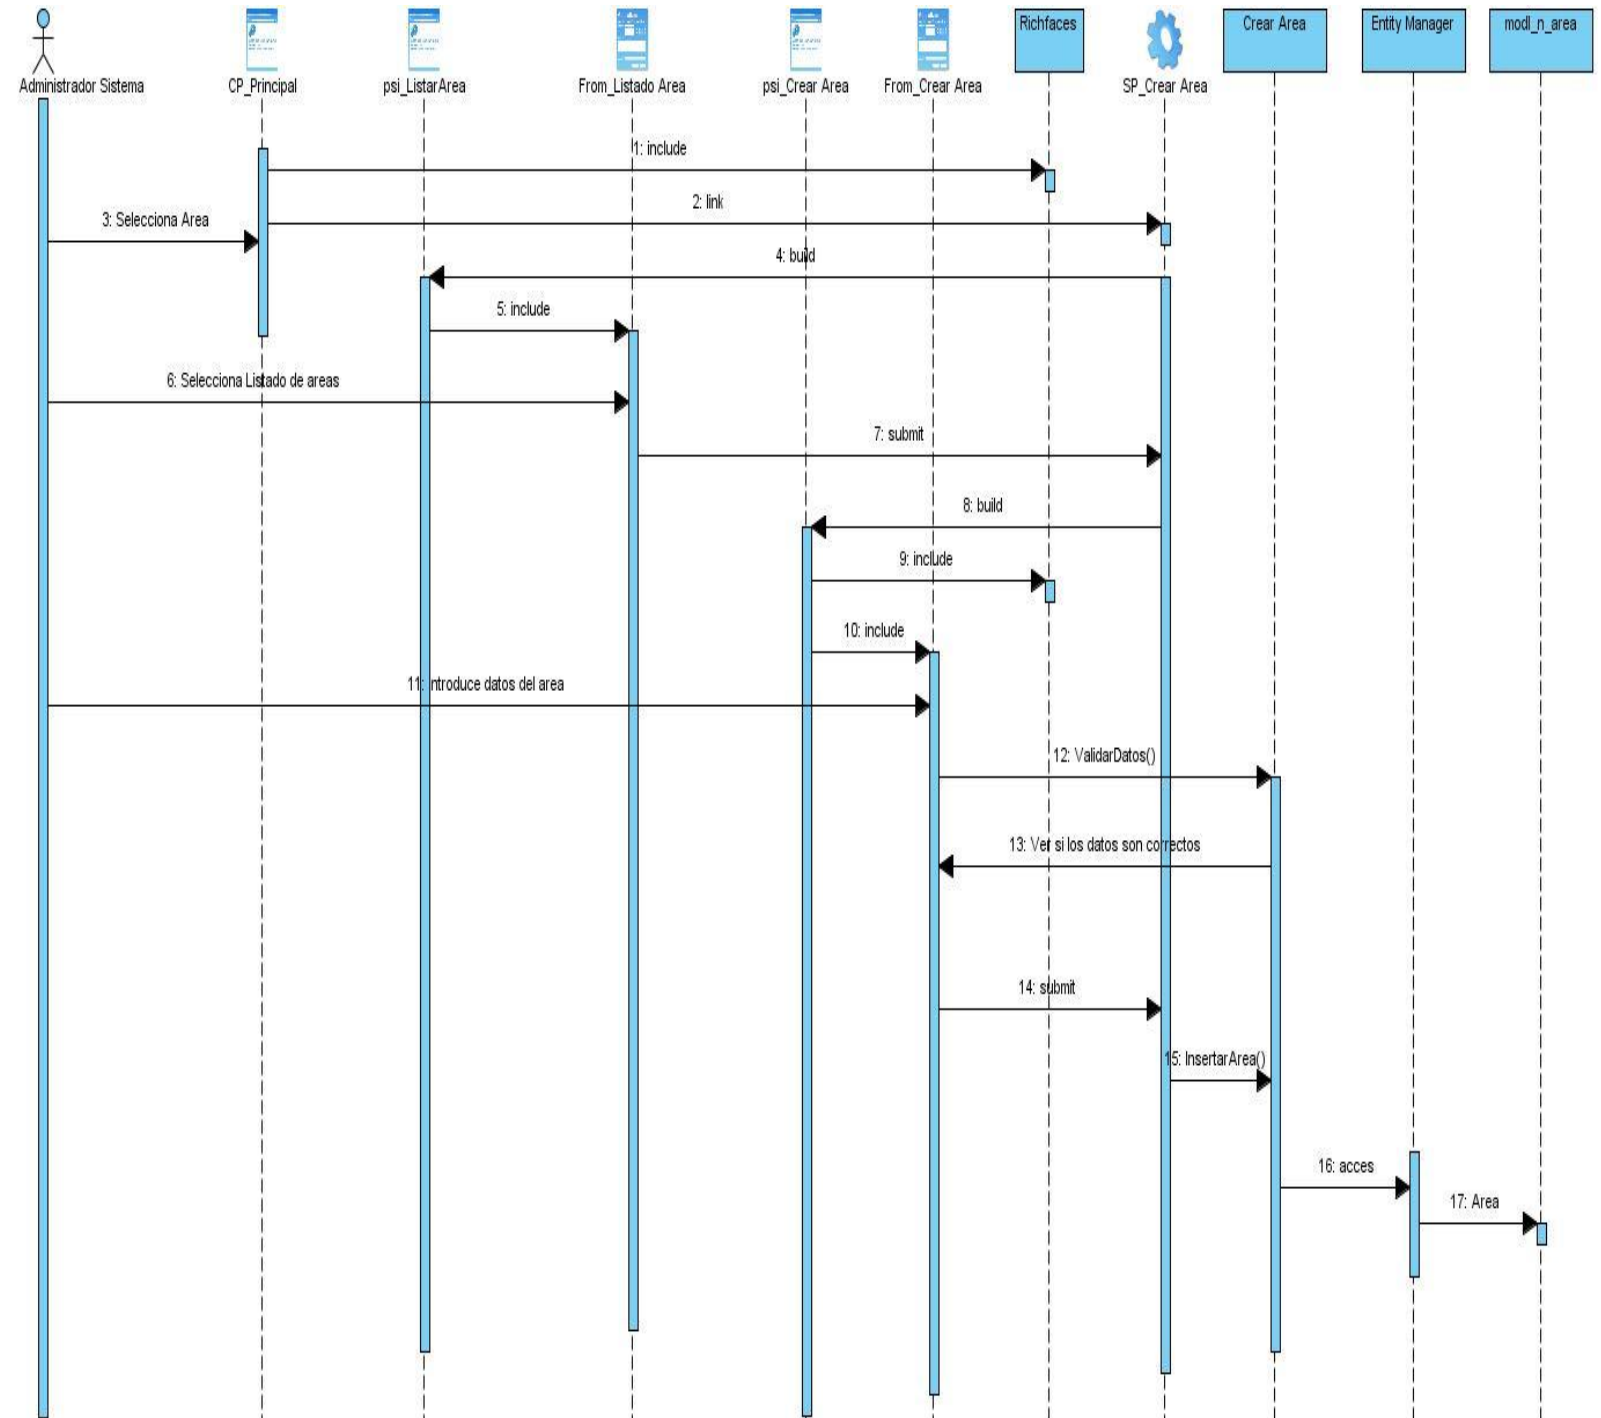 Administrador Sistema
CP_Principal
psi_ListarArea
From_Listado Area
psi_Crear Area
From_Crear Area
Richfaces
SP_Crear Area
Crear Area
Entity Manager
modl_n_area
1: include
2: link
3: Selecciona Area
4: build
5: include
6: Selecciona Listado de areas
7: submit
8: build
9: include
10: include
11: Introduce datos del area
12: ValidarDatos()
13: Ver si los datos son correctos
14: submit
15: InsertarArea()
16: acces
17: Area